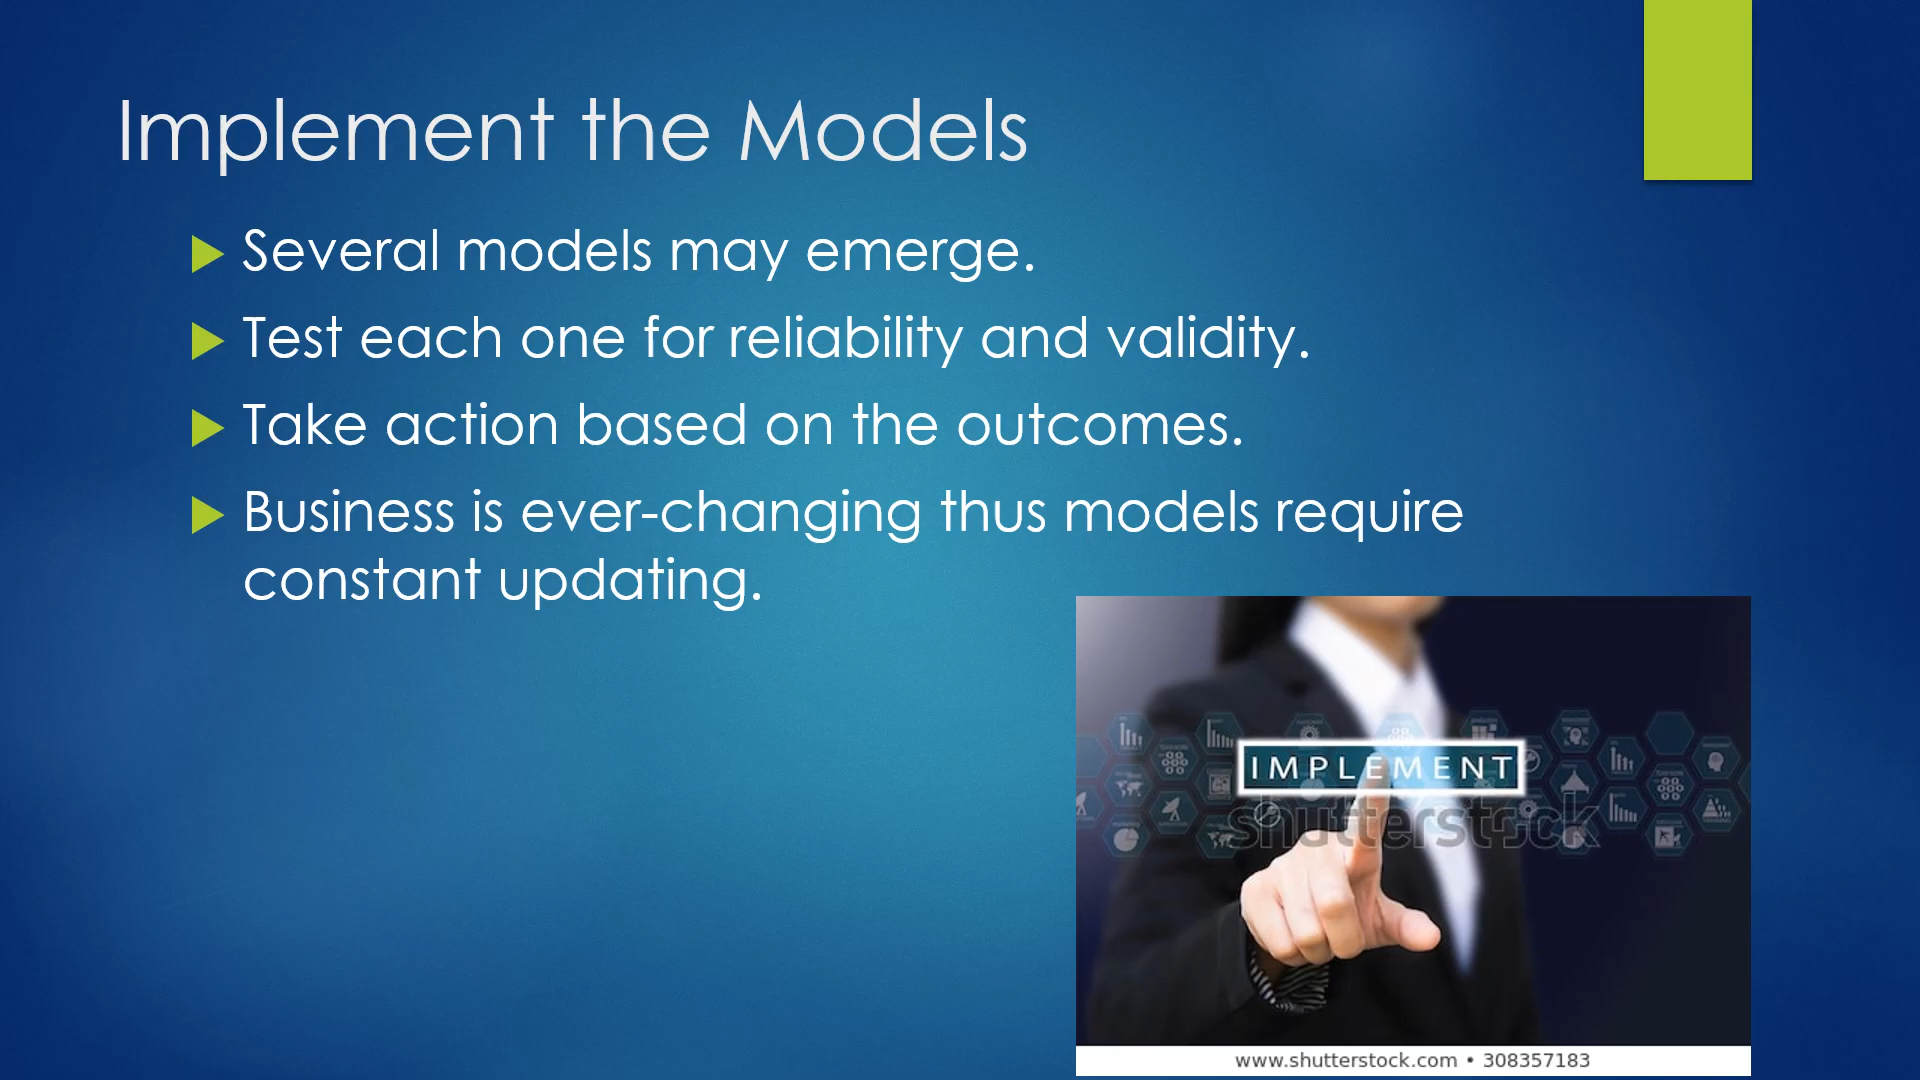 Implement the Models
Several models may emerge.
Test each one for reliability and validity.
Take action based on the outcomes.
Business is ever-changing thus models require
constant updating.
IMPLEMENT
shutterstock
www.shutterstock.com • 308357183